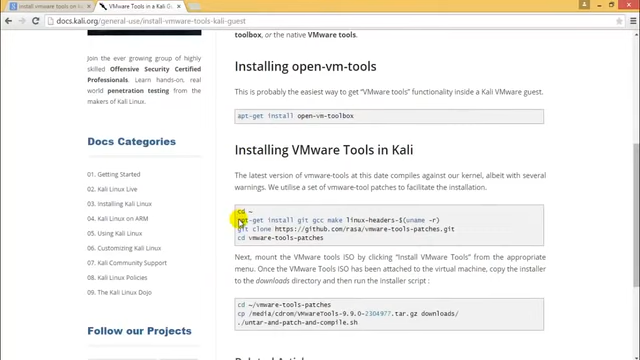 install vmware tools on k
VMware Tools in a Kali G
docs.kali.org/general-use/install-vmware-tools-kali-guest
toolbox, or the native VMware tools.
Join the ever growing group of highly
skilled Offensive Security Certified
Professionals. Learn hands-on, real
world penetration testing from the
makers of Kali Linux.
Docs Categories
01. Getting Started
02. Kali Linux Live
03. Installing Kali Linux
04. Kali Linux on ARM
05. Using Kali Linux
06. Customizing Kali Linux
07. Kali Community Support
08. Kali Linux Policies
09. The Kali Linux Dojo
Follow our Projects
Installing open-vm-tools
This is probably the easiest way to get "VMware tools" functionality inside a Kali VMware guest.
apt-get install open-vm-toolbox
Installing VMware Tools in Kali
The latest version of vmware-tools at this date compiles against our kernel, albeit with several
warnings. We utilise a set of vmware-tool patches to facilitate the installation.
cd ~
apt-get install git gcc make linux-headers-$(uname -r)
git clone https://github.com/rasa/vmware-tools-patches.git
cd vmware-tools-patches
Next, mount the VMware tools ISO by clicking "Install VMware Tools" from the appropriate
menu. Once the VMware Tools ISO has been attached to the virtual machine, copy the installer to
the downloads directory and then run the installer script :
cd ~/vmware-tools-patches
cp /media/cdrom/VMwareTools-9.9.0-2304977.tar.gz downloads/
./untar-and-patch-and-compile.sh